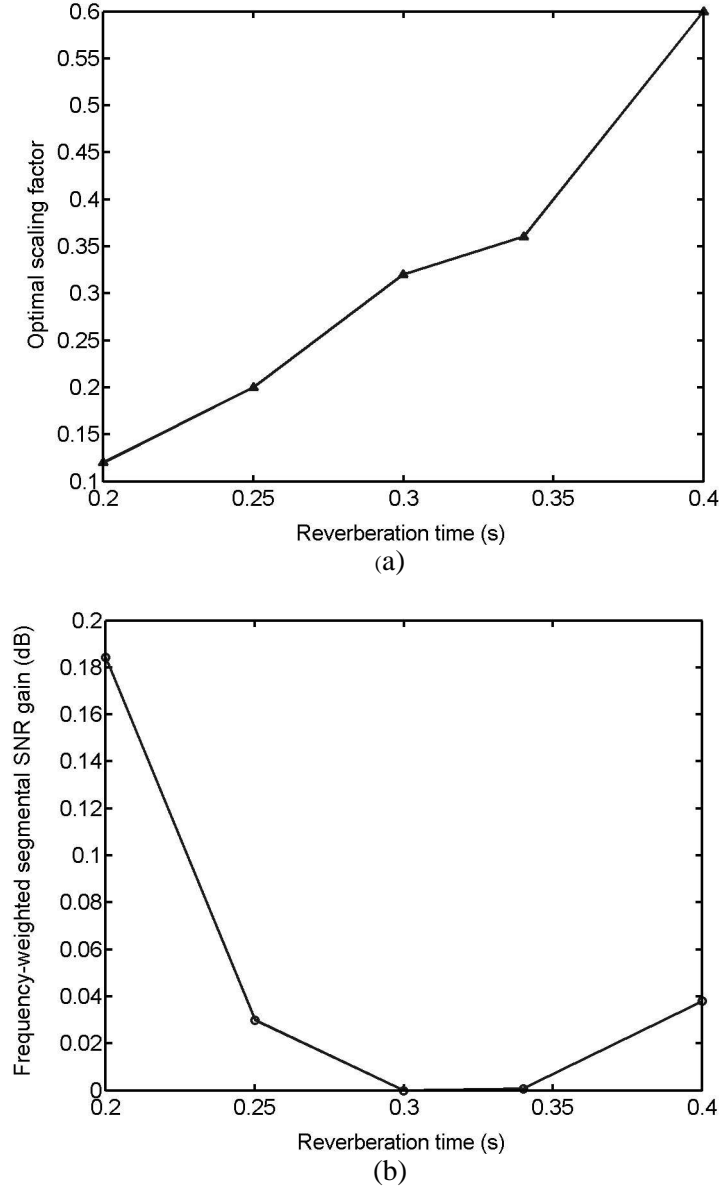 0.6
0.55
0.5
0.45
0.4
0.35
0.3
0.25
0.2
0.15
0.1
Optimal scaling factor
0.2 0.25 0.3 0.35 0.4
Reverberation time (s)
(a)
0.2
0.18
0.16
0.14
0.12
0.1
0.08
0.06
0.04
0.02
0
Frequency-weighted segmental SNR gain (dB)
0.2 0.25 0.3 0.35 0.4
Reverberation time (s)
(b)